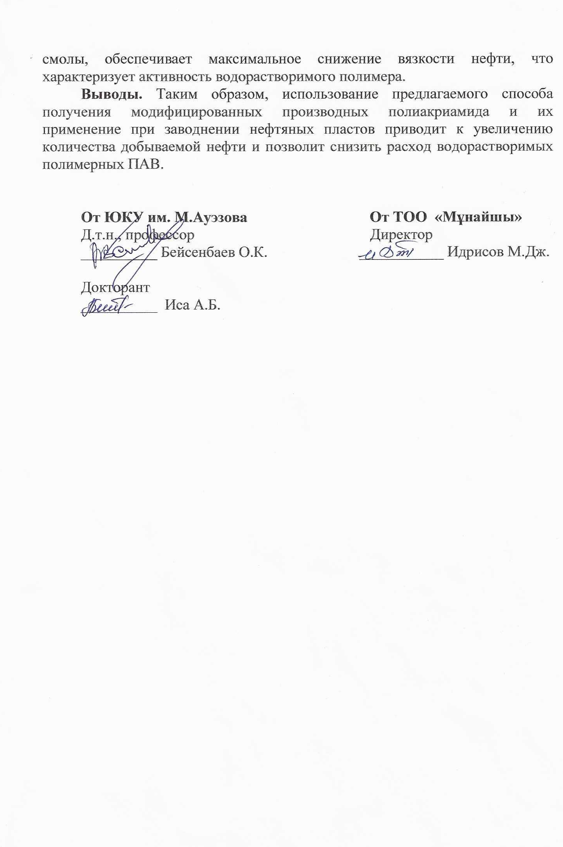 смолы, обеспечивает максимальное снижение вязкости нефти, что
характеризует активность водорастворимого полимера.
Выводы. Таким образом, использование предлагаемого способа
получения модифицированных производных полиакриамида и их
применение при заводнении нефтяных пластов приводит к увеличению
количества добываемой нефти и позволит снизить расход водорастворимых
полимерных ПАВ.
От ЮКУ им. М.Ауэзова
Д.т.н., профессор
Бейсенбаев О.К.
Докторант
Иса А.Б.
От ТОО «Мұнайшы»
Директор
Идрисов М.Дж.